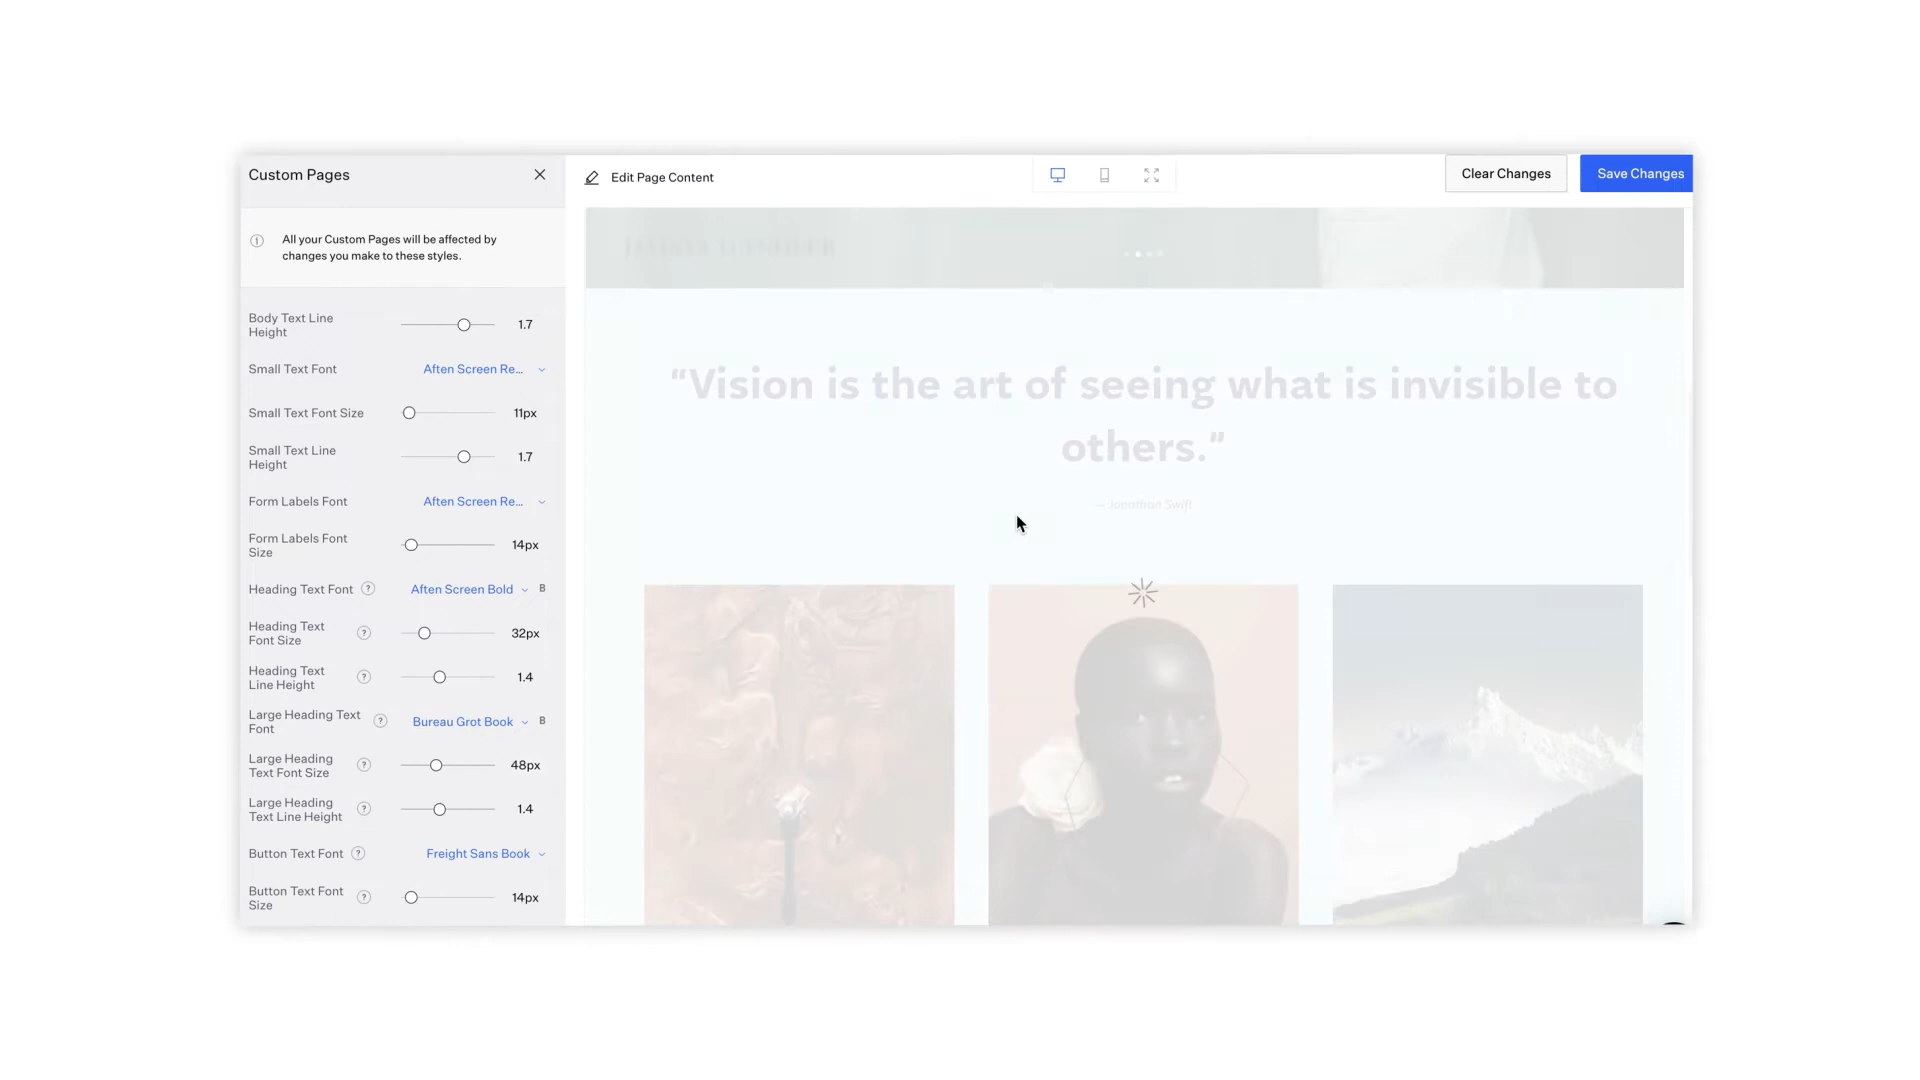 Custom Pages
Edit Page Content
Clear Changes
Save Changes
All your Custom Pages will be affected by
changes you make to these styles.
Body Text Line
Height
1.7
Small Text Font
Aften Screen Re...
Small Text Font Size
11px
Small Text Line
Height
1.7
Form Labels Font
Aften Screen Re...
Form Labels Font
Size
14px
Heading Text Font ?
Aften Screen Bold
B
Heading Text
Font Size
?
32px
Heading Text
Line Height
?
1.4
Large Heading Text
Font
?
Bureau Grot Book
B
Large Heading
Text Font Size
?
48px
Large Heading
Text Line Height
?
1.4
Button Text Font ?
Freight Sans Book
Button Text Font
Size
?
14px
“Vision is the art of seeing what is invisible to
others.”
— Jonathan Swift